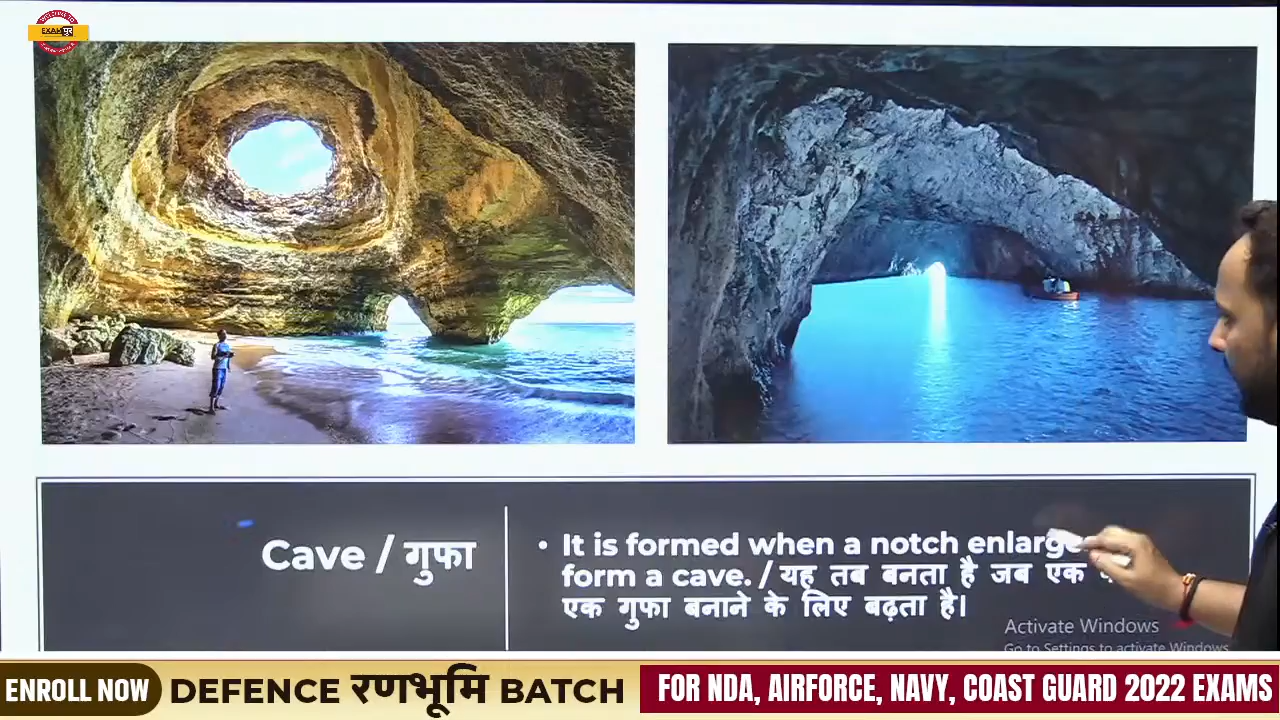 EXAM पुर
Cave / गुफा
• It is formed when a notch
form a cave. / यह तब बनता है जब एक
एक गुफा बनाने के लिए बढ़ता है।
Activate Windows
Go to Settings to activate Windows.
ENROLL NOW
DEFENCE रणभूमि BATCH
FOR NDA, AIRFORCE, NAVY, COAST GUARD 2022 EXAMS